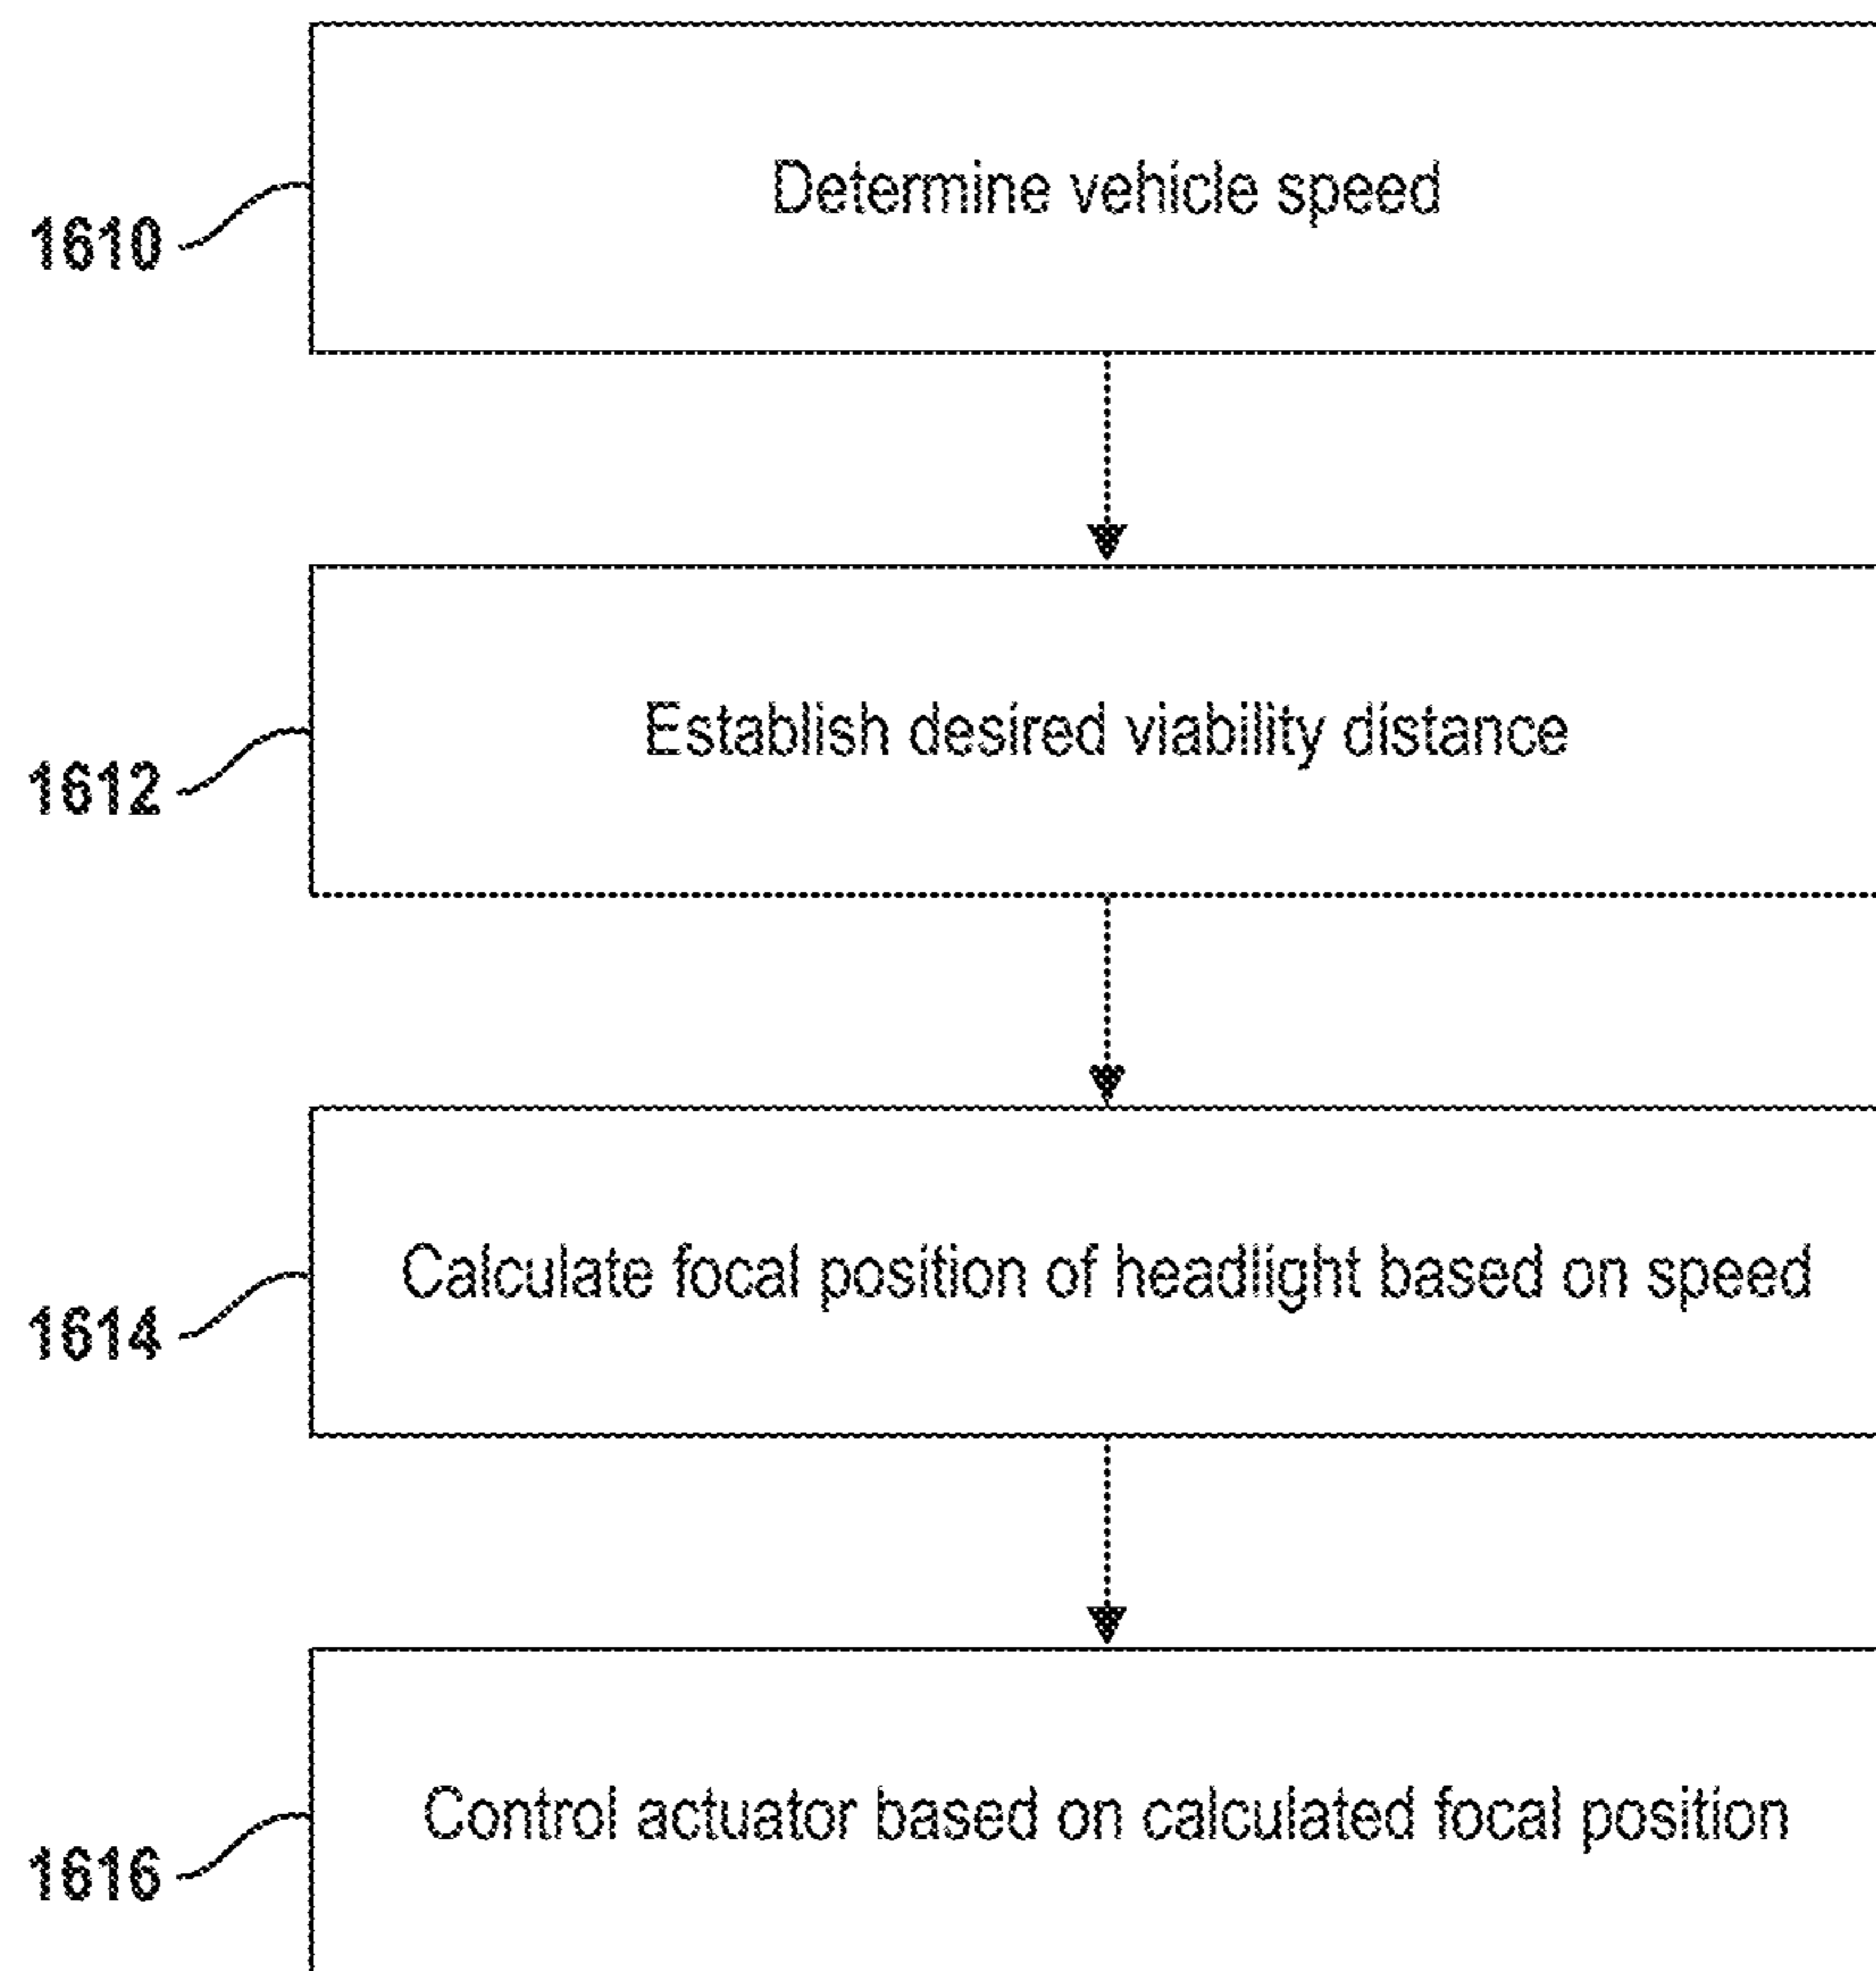 Determine vehicle speed
1610
Establish desired viability distance
1612
Calculate focal position of headlight based on speed
1614
Control actuator based on calculated focal position
1616